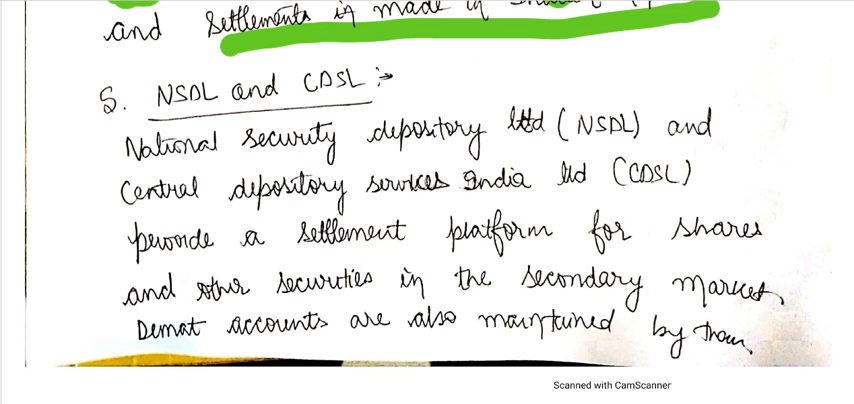 and Settlements is made in
5. NSDL and CDSL :-
National Security depository ltd (NSDL) and
Central depository services India ltd (CDSL)
provide a settlement platform for shares
and other securities in the secondary market,
Demat accounts are also maintained by them.
Scanned with CamScanner